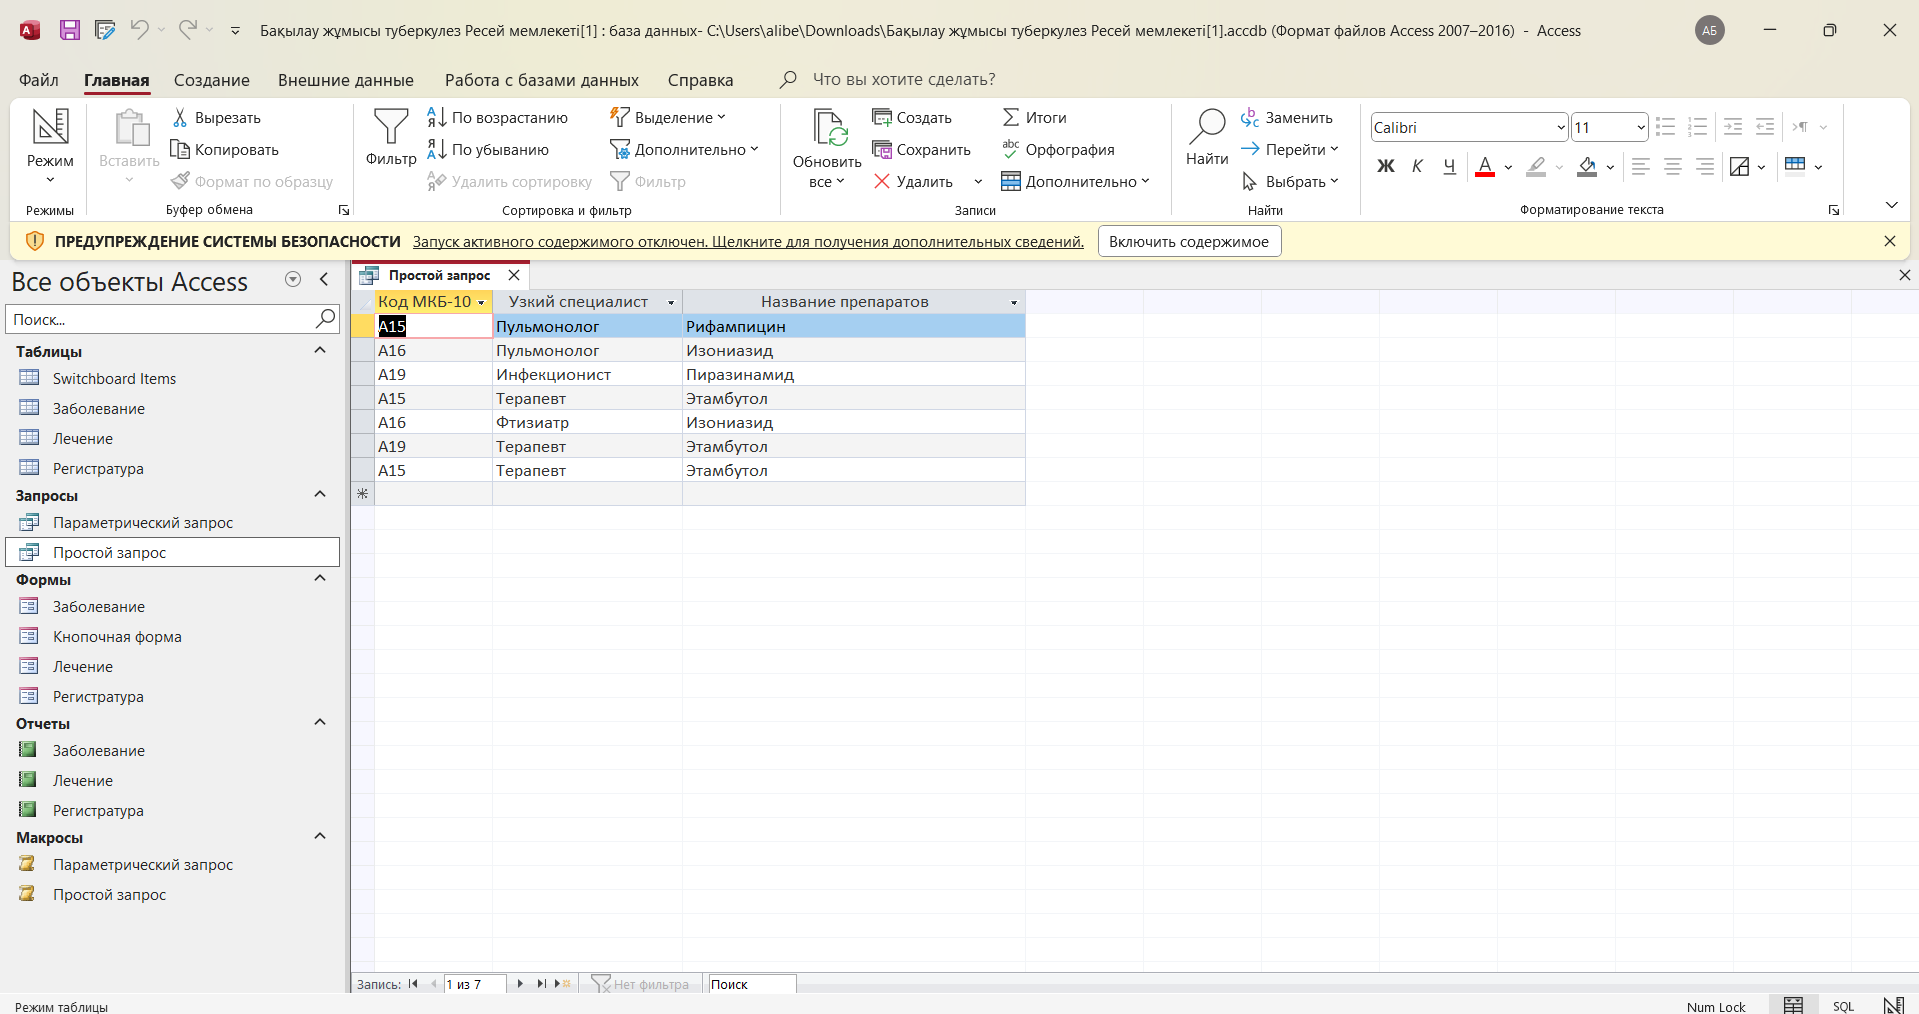 Бақылау жұмысы туберкулез Ресей мемлекеті[1] : база данных- C:\Users\alibe\Downloads\Бақылау жұмысы туберкулез Ресей мемлекеті[1].accdb (Формат файлов Access 2007–2016) - Access
АБ
Файл Главная Создание Внешние данные Работа с базами данных Справка Что вы хотите сделать?
Режим
Режимы
Вставить
Вырезать
Копировать
Формат по образцу
Буфер обмена
Фильтр
По возрастанию
По убыванию
Удалить сортировку
Выделение
Дополнительно
Фильтр
Сортировка и фильтр
Обновить
все
Создать
Сохранить
Удалить
Итоги
Орфография
Дополнительно
Записи
Найти
Заменить
Перейти
Выбрать
Найти
Calibri 11
Ж К Ч
Форматирование текста
ПРЕДУПРЕЖДЕНИЕ СИСТЕМЫ БЕЗОПАСНОСТИ Запуск активного содержимого отключен. Щелкните для получения дополнительных сведений. Включить содержимое
Все объекты Access
Поиск...
Таблицы
Switchboard Items
Заболевание
Лечение
Регистратура
Запросы
Параметрический запрос
Простой запрос
Формы
Заболевание
Кнопочная форма
Лечение
Регистратура
Отчеты
Заболевание
Лечение
Регистратура
Макросы
Параметрический запрос
Простой запрос
Простой запрос
Код МКБ-10 Узкий специалист Название препаратов
A15 Пульмонолог Рифампицин
A16 Пульмонолог Изониазид
A19 Инфекционист Пиразинамид
A15 Терапевт Этамбутол
A16 Фтизиатр Изониазид
A19 Терапевт Этамбутол
A15 Терапевт Этамбутол
Запись: 1 из 7 Нет фильтра Поиск
Режим таблицы Num Lock SQL